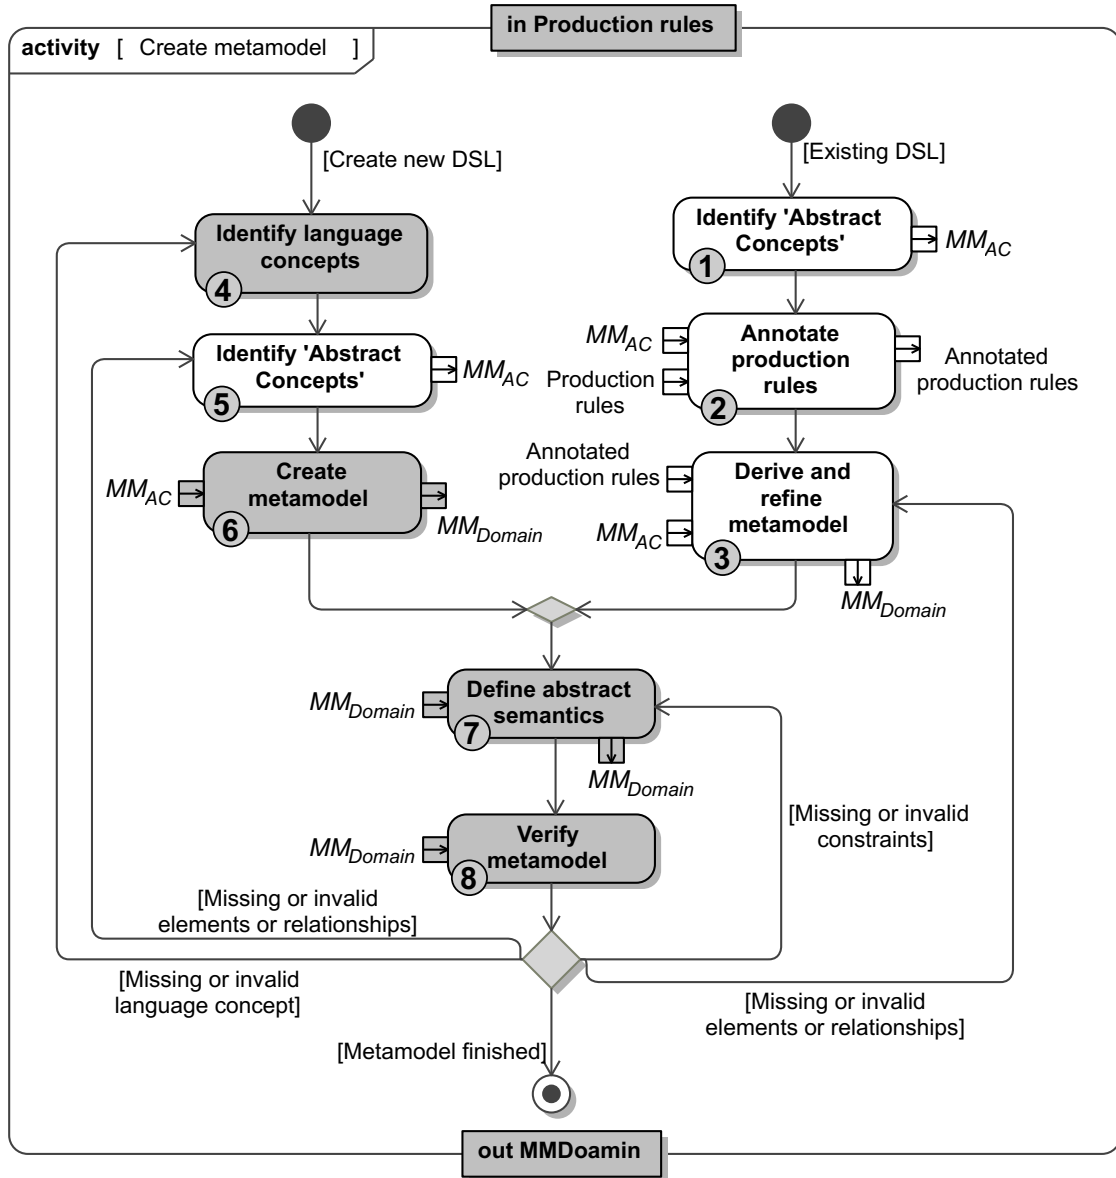 in Production rules
activity [ Create metamodel ]
[Create new DSL]
[Existing DSL]
Identify language
concepts
4
Identify 'Abstract
Concepts'
1
MMAC
Identify 'Abstract
Concepts'
5
MMAC
MMAC
Production
rules
Annotate
production
rules
2
Annotated
production rules
MMAC
Create
metamodel
6
MMDomain
Annotated
production rules
MMAC
Derive and
refine
metamodel
3
MMDomain
MMDomain
Define abstract
semantics
7
MMDomain
[Missing or invalid
constraints]
MMDomain
Verify
metamodel
8
[Missing or invalid
elements or relationships]
[Missing or invalid
language concept]
[Missing or invalid
elements or relationships]
[Metamodel finished]
out MMDoamin